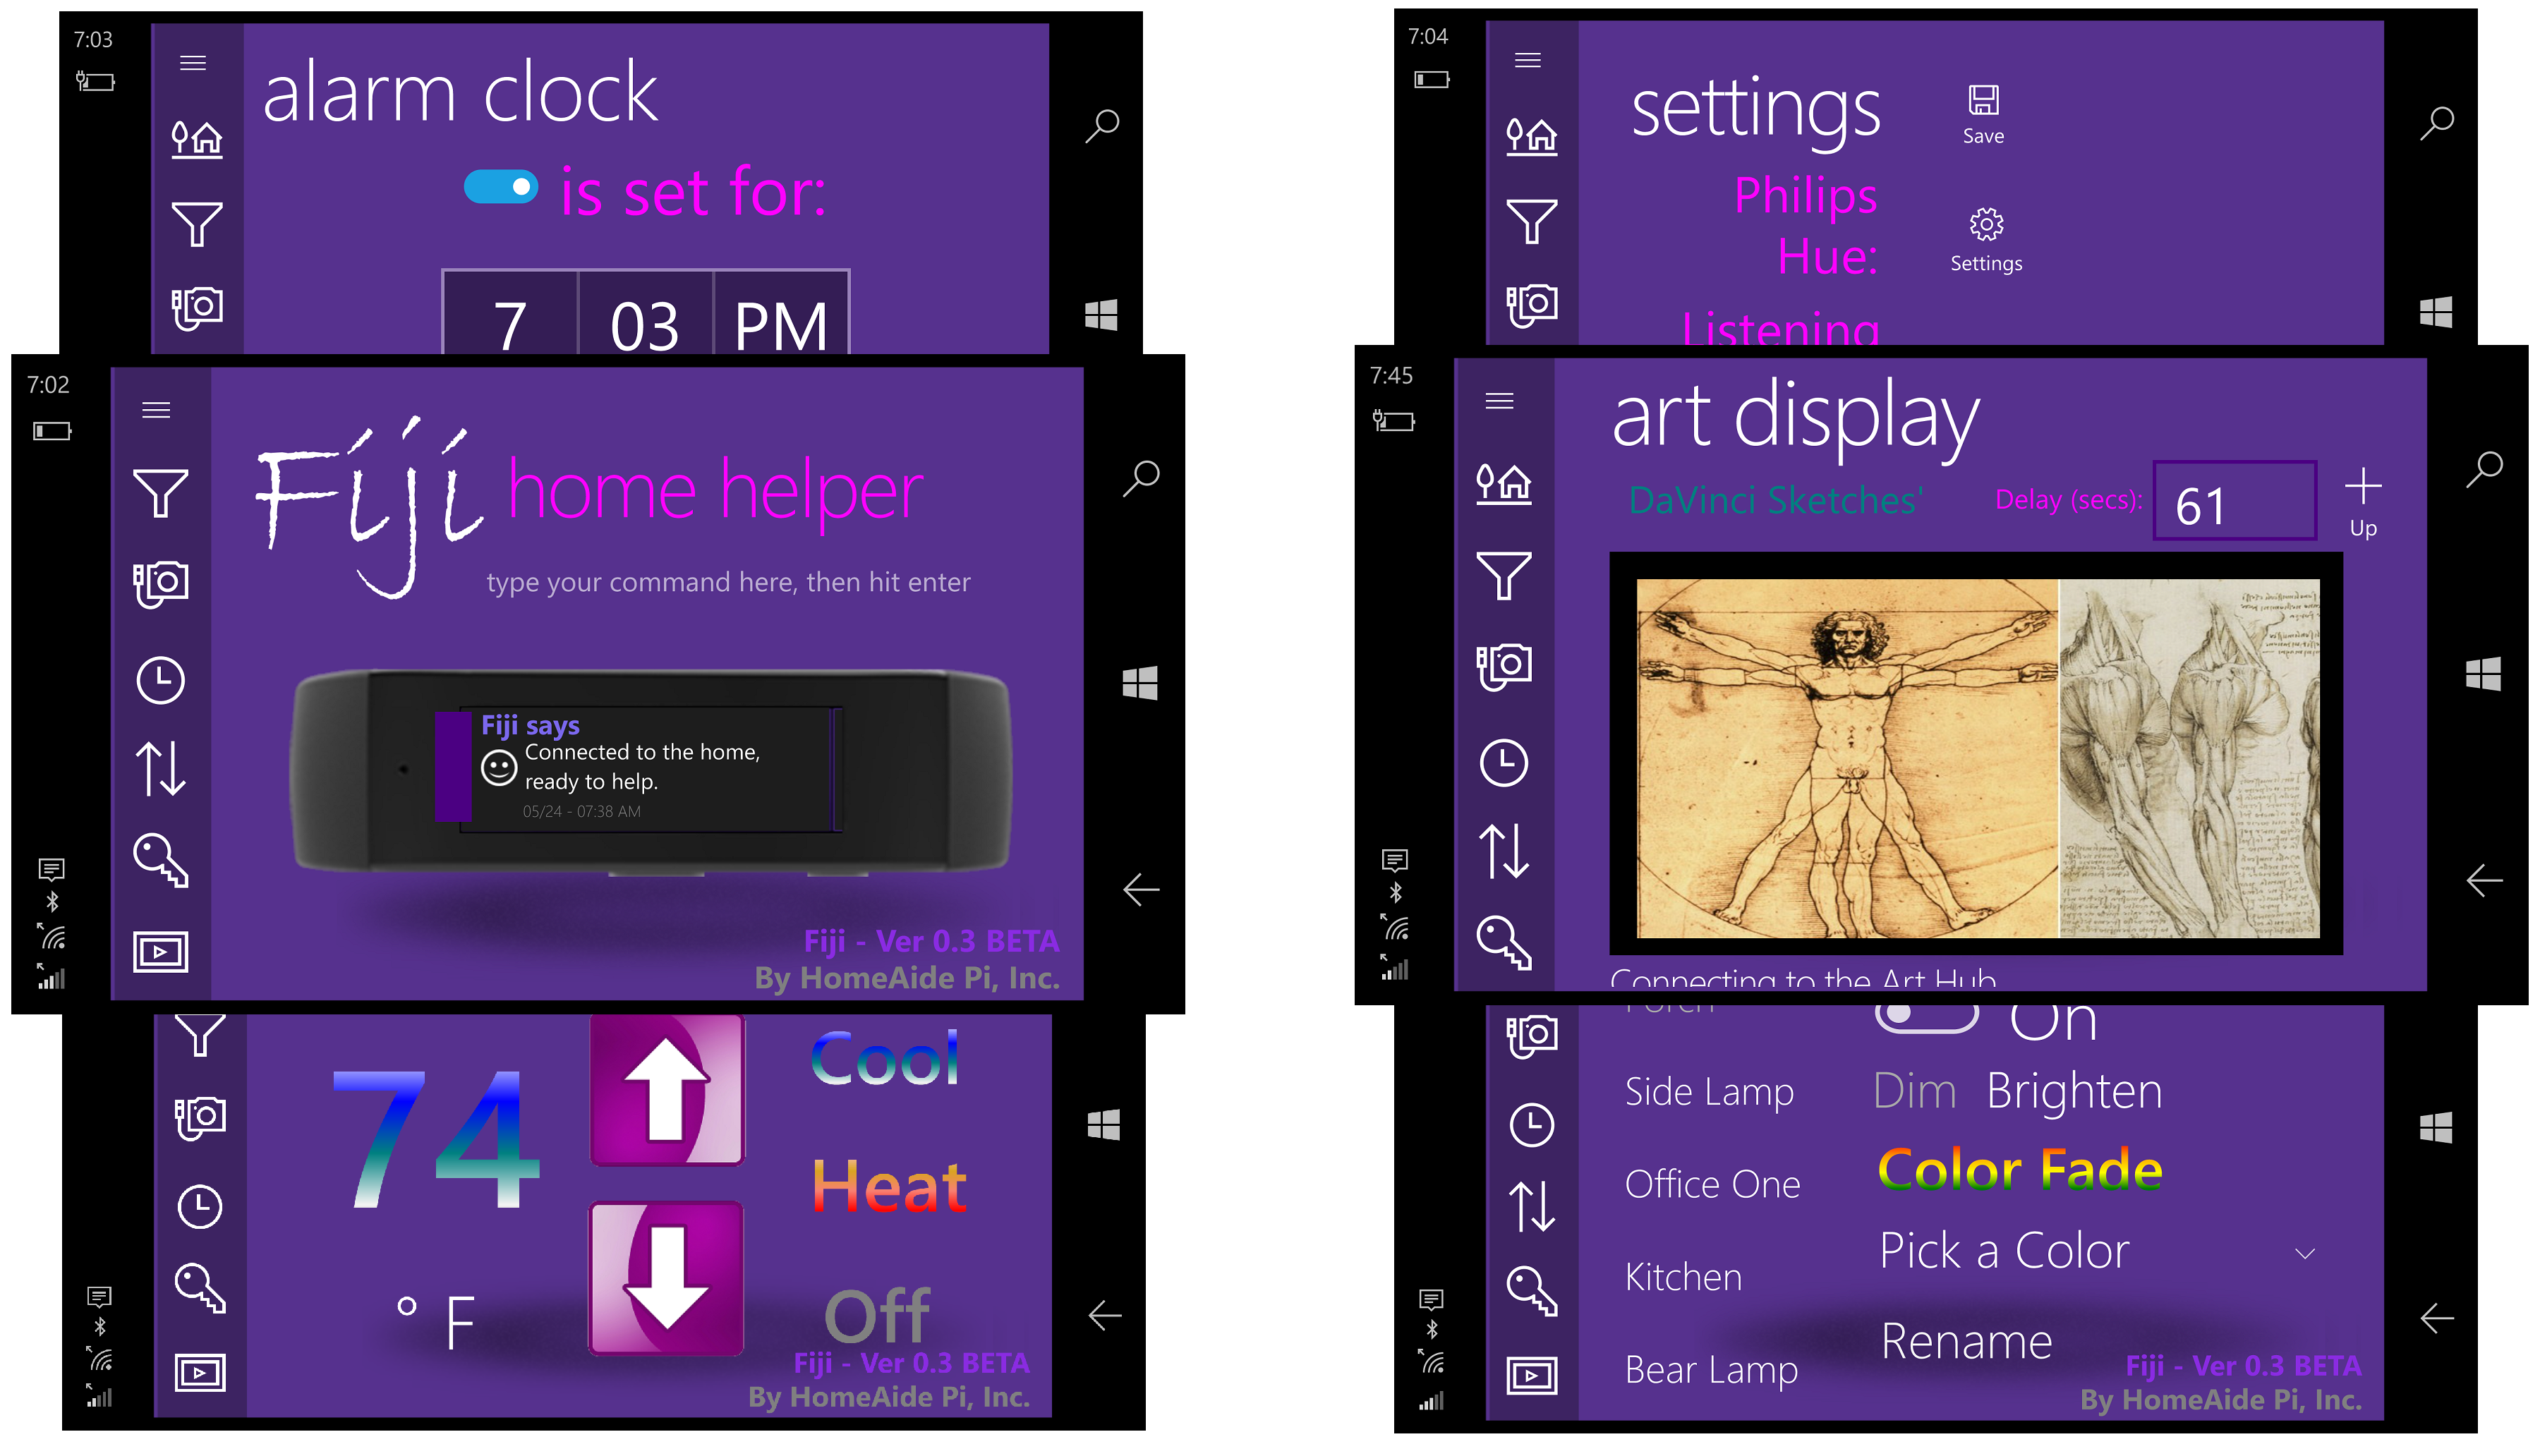 7:03
alarm clock
is set for:
7 03 PM
7:02
Fiji home helper
type your command here, then hit enter
Fiji says
Connected to the home,
ready to help.
05/24 - 07:38 AM
Fiji - Ver 0.3 BETA
By HomeAide Pi, Inc.
74
° F
Cool
Heat
Off
Fiji - Ver 0.3 BETA
By HomeAide Pi, Inc.
7:04
settings
Save
Philips
Hue:
Settings
Listening
7:45
art display
DaVinci Sketches'
Delay (secs): 61
Up
Connecting to the Art Hub
Porch
On
Side Lamp
Dim Brighten
Office One
Color Fade
Kitchen
Pick a Color
Bear Lamp
Rename
Fiji - Ver 0.3 BETA
By HomeAide Pi, Inc.